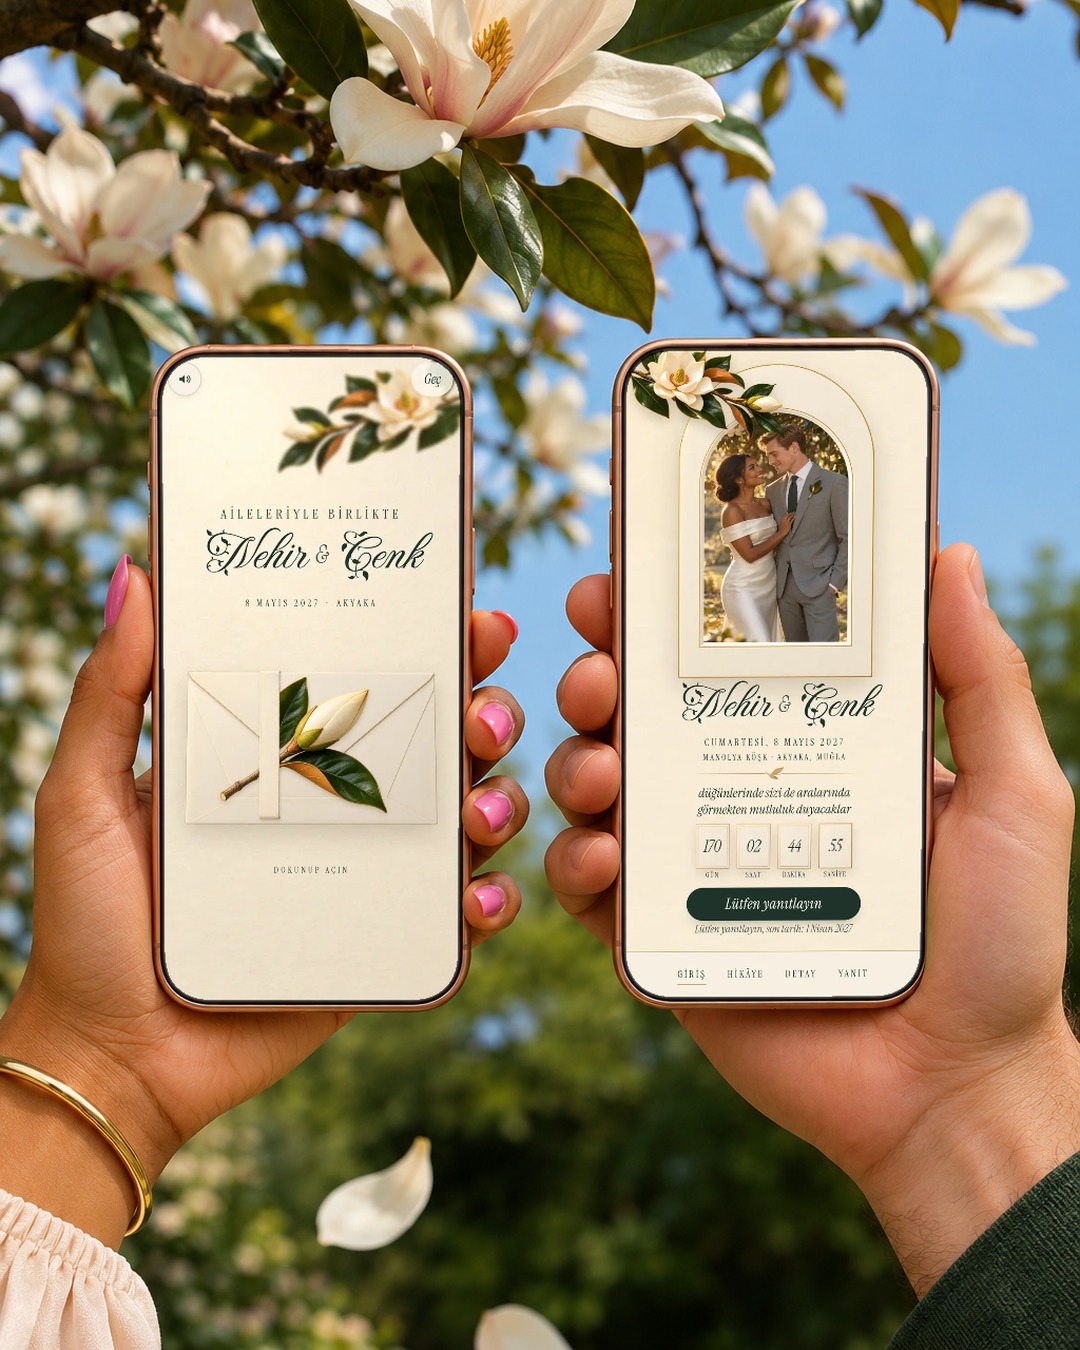 Geç
AİLELERİYLE BİRLİKTE
Nehir & Cenk
8 MAYIS 2027 - AKYAKA
DOKUNUP AÇIN
Nehir & Cenk
CUMARTESİ, 8 MAYIS 2027
MANOLYA KÖŞK · AKYAKA, MUĞLA
düğünlerinde sizi de aralarında
görmekten mutluluk duyacaklar
170 02 44 55
GÜN SAAT DAKİKA SANİYE
Lütfen yanıtlayın
Lütfen yanıtlayın, son tarih: 1 Nisan 2027
GİRİŞ HİKÂYE DETAY YANIT